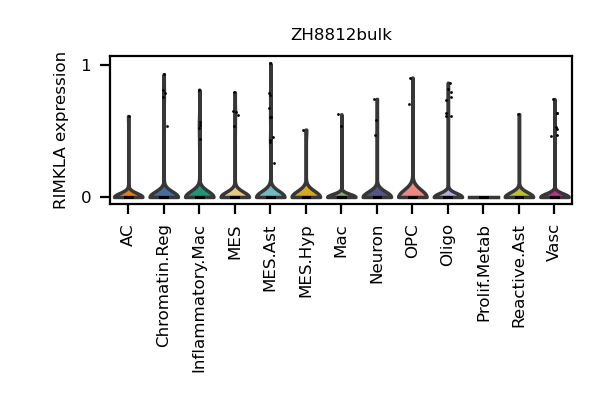 ZH8812bulk
RIMKLA expression
1
0
AC
Chromatin.Reg
Inflammatory.Mac
MES
MES.Ast
MES.Hyp
Mac
Neuron
OPC
Oligo
Prolif.Metab
Reactive.Ast
Vasc